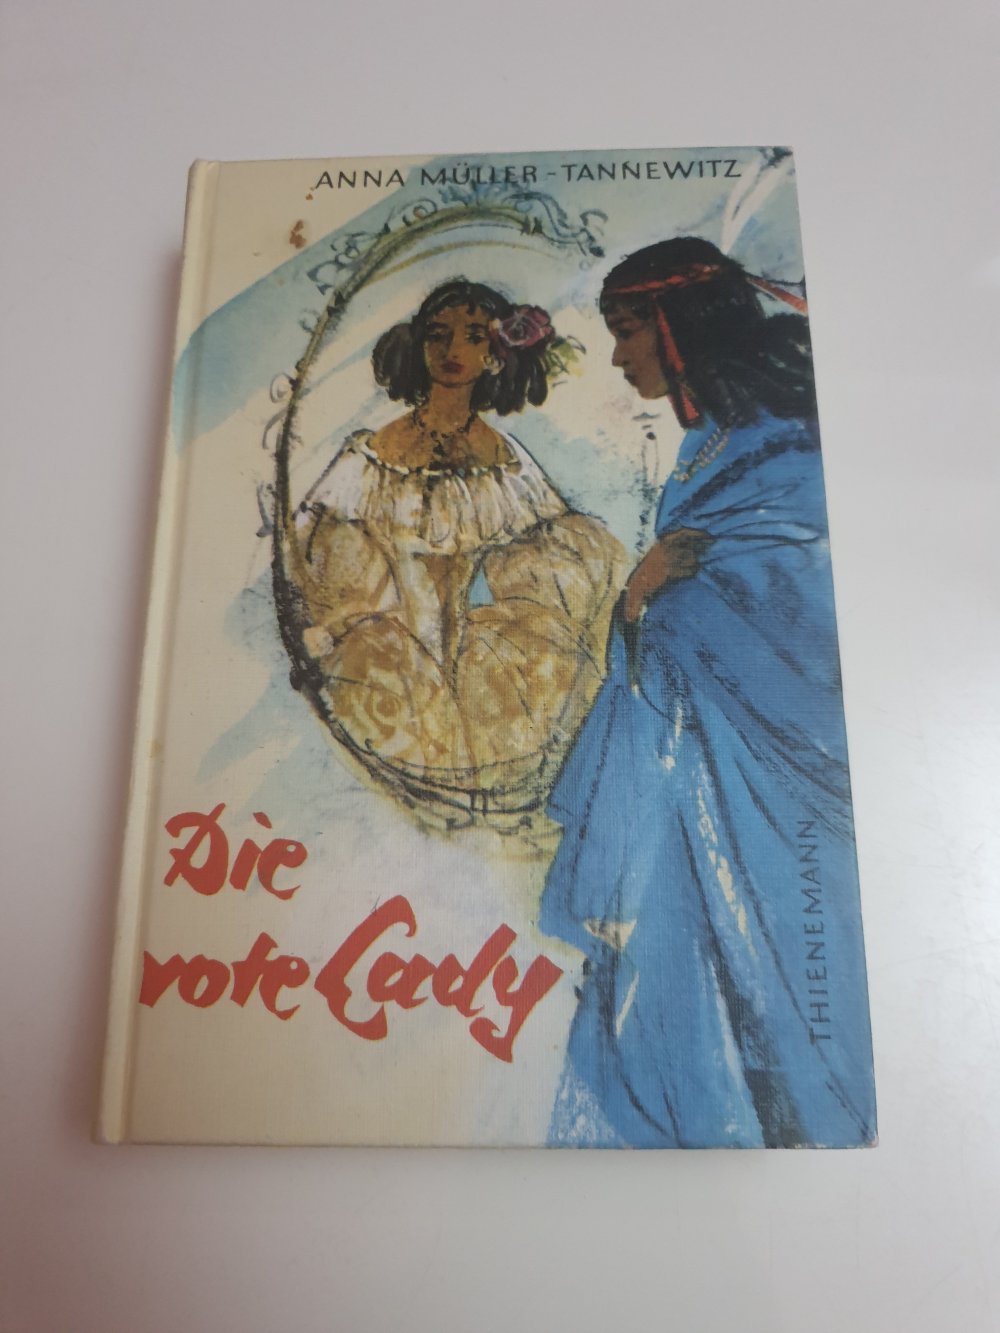 ANNA MÜLLER-TANNEWITZ
Die
rote Lady
THIENEMANN